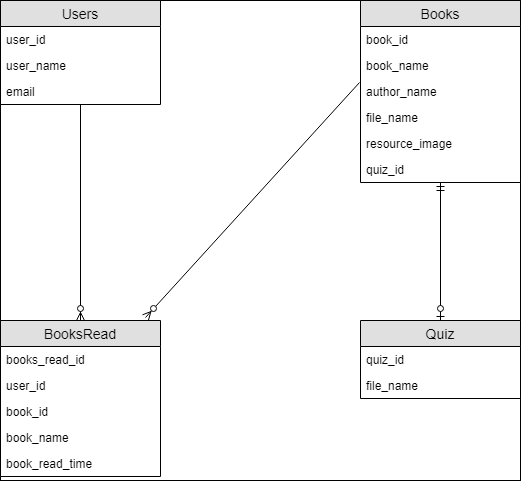 Users
user_id
user_name
email
Books
book_id
book_name
author_name
file_name
resource_image
quiz_id
BooksRead
books_read_id
user_id
book_id
book_name
book_read_time
Quiz
quiz_id
file_name